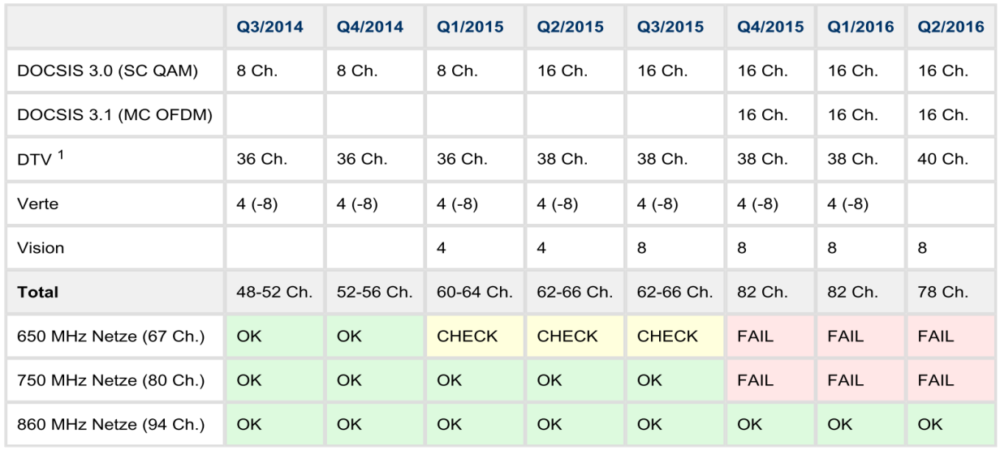 Q3/2014 Q4/2014 Q1/2015 Q2/2015 Q3/2015 Q4/2015 Q1/2016 Q2/2016
DOCSIS 3.0 (SC QAM) 8 Ch. 8 Ch. 8 Ch. 16 Ch. 16 Ch. 16 Ch. 16 Ch. 16 Ch.
DOCSIS 3.1 (MC OFDM) 16 Ch. 16 Ch. 16 Ch.
DTV 1 36 Ch. 36 Ch. 36 Ch. 38 Ch. 38 Ch. 38 Ch. 38 Ch. 40 Ch.
Verte 4 (-8) 4 (-8) 4 (-8) 4 (-8) 4 (-8) 4 (-8) 4 (-8)
Vision 4 4 8 8 8 8
Total 48-52 Ch. 52-56 Ch. 60-64 Ch. 62-66 Ch. 62-66 Ch. 82 Ch. 82 Ch. 78 Ch.
650 MHz Netze (67 Ch.) OK OK CHECK CHECK CHECK FAIL FAIL FAIL
750 MHz Netze (80 Ch.) OK OK OK OK OK FAIL FAIL FAIL
860 MHz Netze (94 Ch.) OK OK OK OK OK OK OK OK